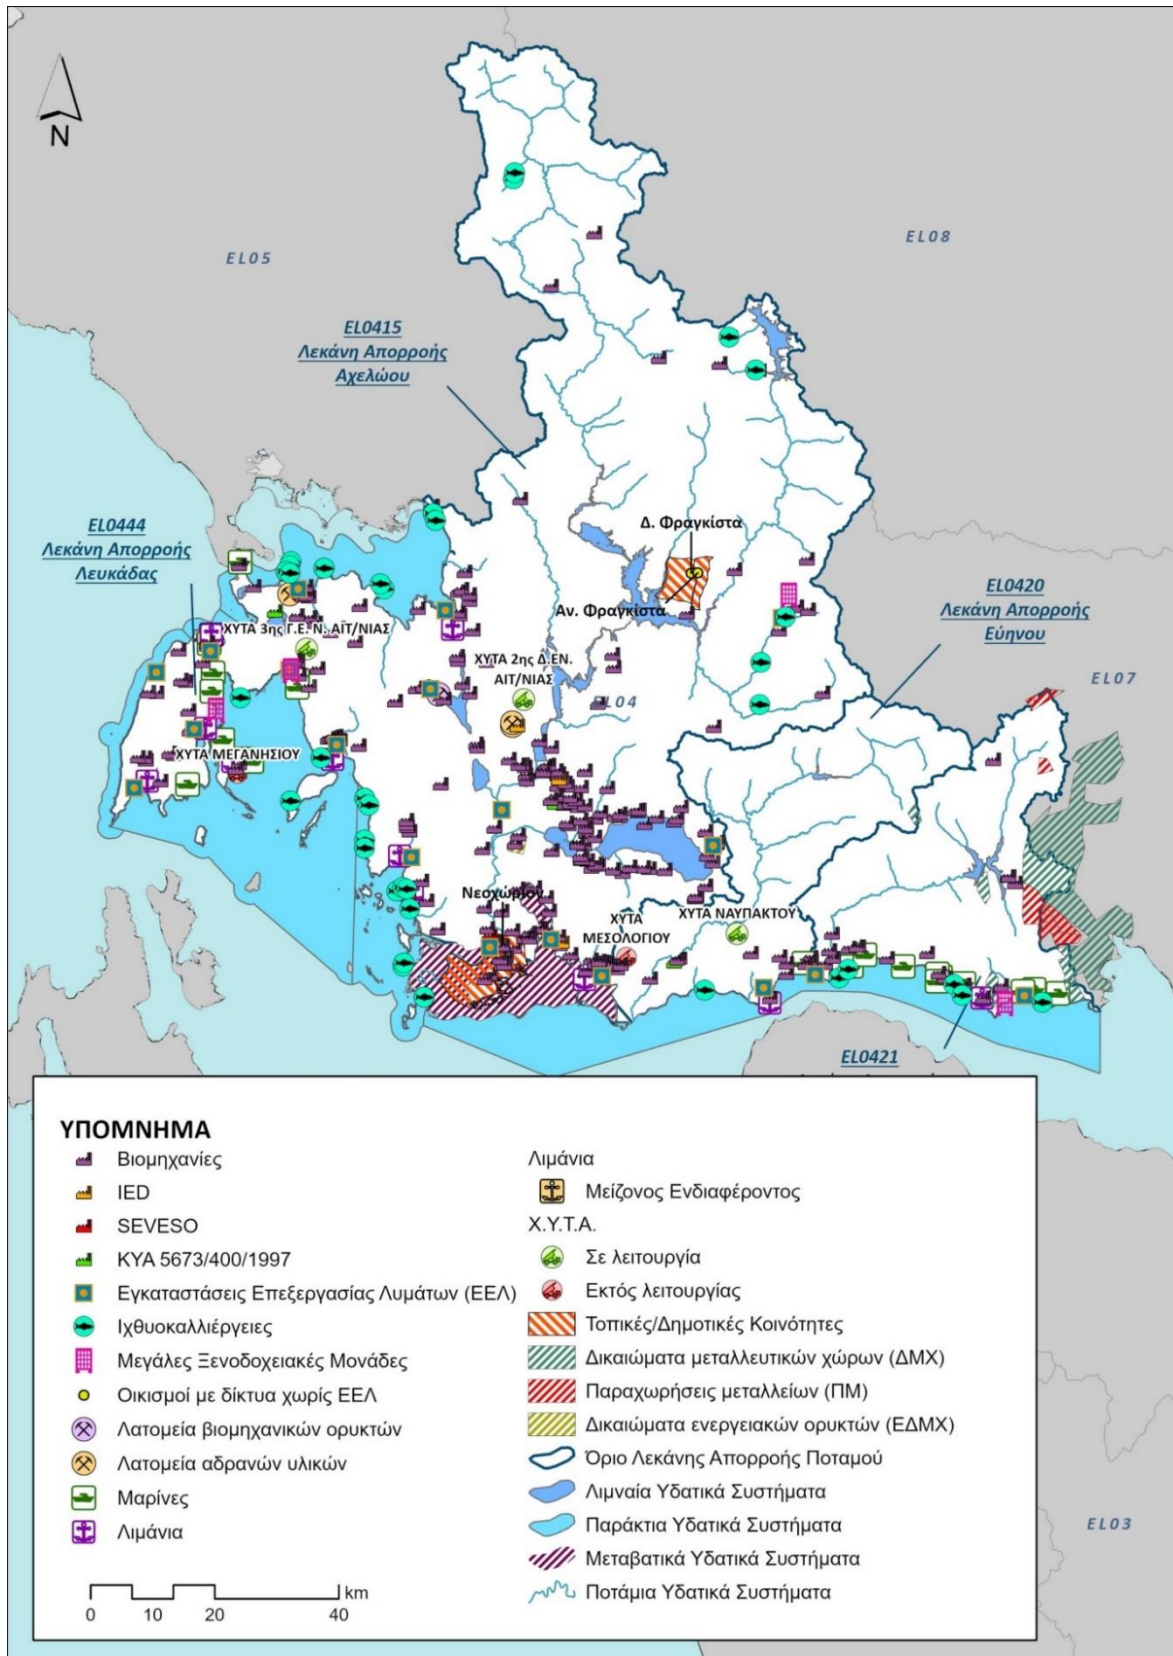 N
EL05
EL08
EL0415
Λεκάνη Απορροής
Αχελώου
EL0444
Λεκάνη Απορροής
Λευκάδας
Δ. Φραγκίστα
Αν. Φραγκίστα
EL0420
Λεκάνη Απορροής
Εύηνου
ΧΥΤΑ 3ης Γ.Ε. Ν. ΑΪΤ/ΝΙΑΣ
ΧΥΤΑ 2ης Δ.ΕΝ.
ΑΙΤ/ΝΙΑΣ
EL04
EL07
ΧΥΤΑ ΜΕΓΑΝΗΣΙΟΥ
Νεοχώριον
ΧΥΤΑ
ΜΕΣΟΛΟΓΙΟΥ
ΧΥΤΑ ΝΑΥΠΑΚΤΟΥ
EL0421
ΥΠΟΜΝΗΜΑ
Βιομηχανίες
IED
SEVESO
ΚΥΑ 5673/400/1997
Εγκαταστάσεις Επεξεργασίας Λυμάτων (ΕΕΛ)
Ιχθυοκαλλιέργειες
Μεγάλες Ξενοδοχειακές Μονάδες
Οικισμοί με δίκτυα χωρίς ΕΕΛ
Λατομεία βιομηχανικών ορυκτών
Λατομεία αδρανών υλικών
Μαρίνες
Λιμάνια
km
0 10 20 40
Λιμάνια
Μείζονος Ενδιαφέροντος
Χ.Υ.Τ.Α.
Σε λειτουργία
Εκτός λειτουργίας
Τοπικές/Δημοτικές Κοινότητες
Δικαιώματα μεταλλευτικών χώρων (ΔΜΧ)
Παραχωρήσεις μεταλλείων (ΠΜ)
Δικαιώματα ενεργειακών ορυκτών (ΕΔΜΧ)
Όριο Λεκάνης Απορροής Ποταμού
Λιμναία Υδατικά Συστήματα
Παράκτια Υδατικά Συστήματα
Μεταβατικά Υδατικά Συστήματα
Ποτάμια Υδατικά Συστήματα
EL03